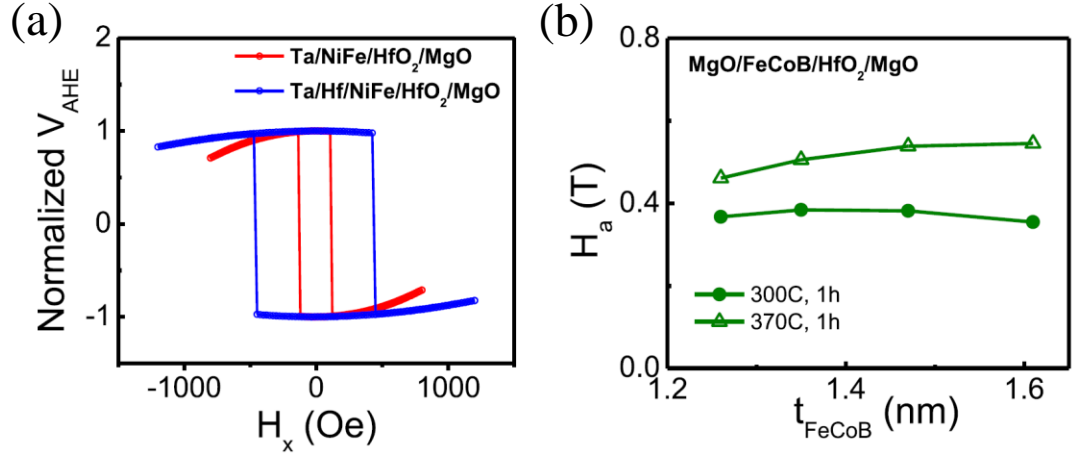 (a)
2
1
0
-1
Normalized V_AHE
Ta/NiFe/HfO₂/MgO
Ta/Hf/NiFe/HfO₂/MgO
-1000
0
1000
Hₓ (Oe)
(b)
0.8
0.4
0.0
Hₐ (T)
MgO/FeCoB/HfO₂/MgO
300C, 1h
370C, 1h
1.2
1.4
1.6
t_FeCoB (nm)